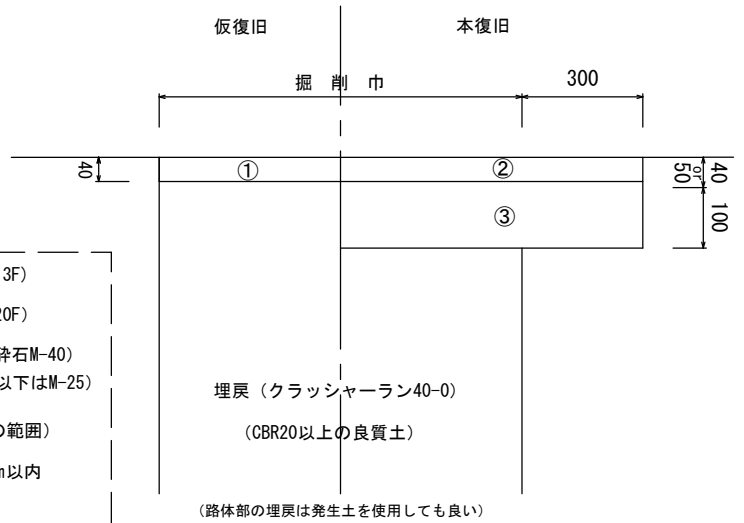 仮復旧
本復旧
掘削巾
300
①
②
③
40
40
or
50
100
3F)
20F)
砕石M-40)
以下はM-25)
の範囲)
m以内
埋戻(クラッシャーラン40-0)
(CBR20以上の良質土)
(路体部の埋戻は発生土を使用しても良い)